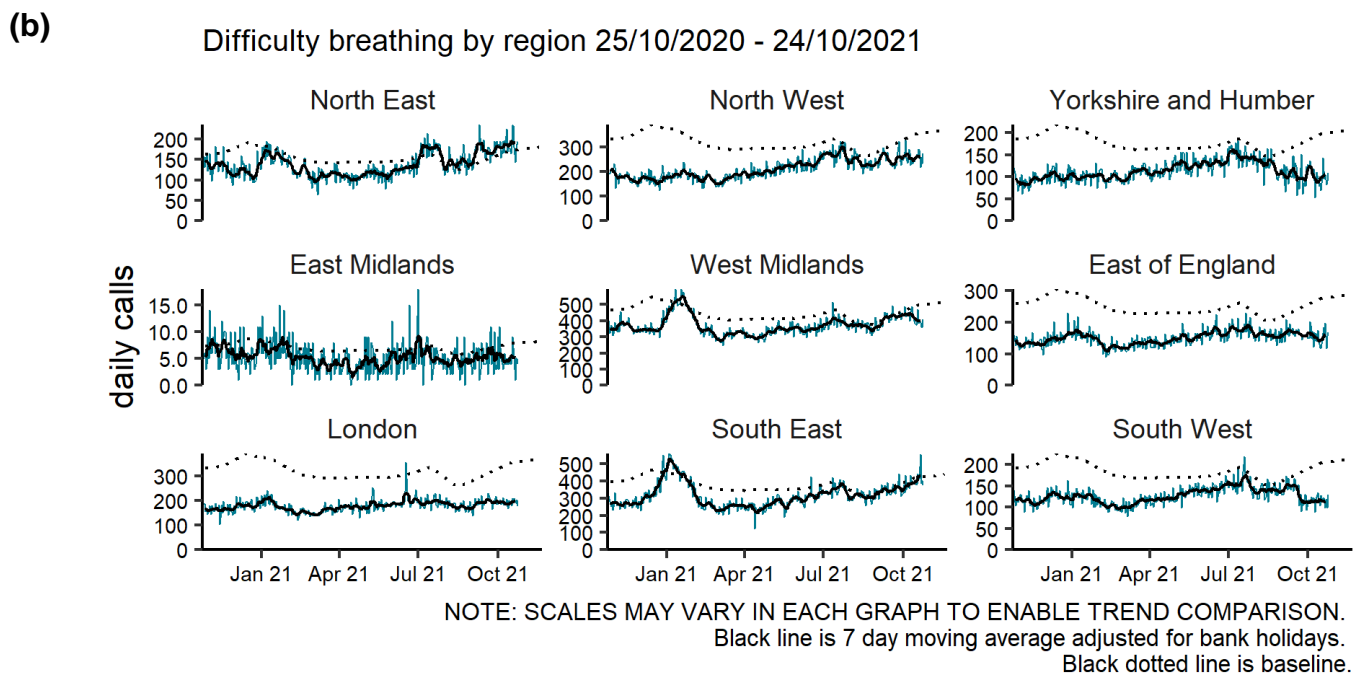 (b)
Difficulty breathing by region 25/10/2020 - 24/10/2021
daily calls
North East
200
150
100
50
0
North West
300
200
100
0
Yorkshire and Humber
200
150
100
50
0
East Midlands
15.0
10.0
5.0
0.0
West Midlands
500
400
300
200
100
0
East of England
300
200
100
0
London
300
200
100
0
South East
500
400
300
200
100
0
South West
200
150
100
50
0
Jan 21 Apr 21 Jul 21 Oct 21
Jan 21 Apr 21 Jul 21 Oct 21
Jan 21 Apr 21 Jul 21 Oct 21
NOTE: SCALES MAY VARY IN EACH GRAPH TO ENABLE TREND COMPARISON.
Black line is 7 day moving average adjusted for bank holidays.
Black dotted line is baseline.